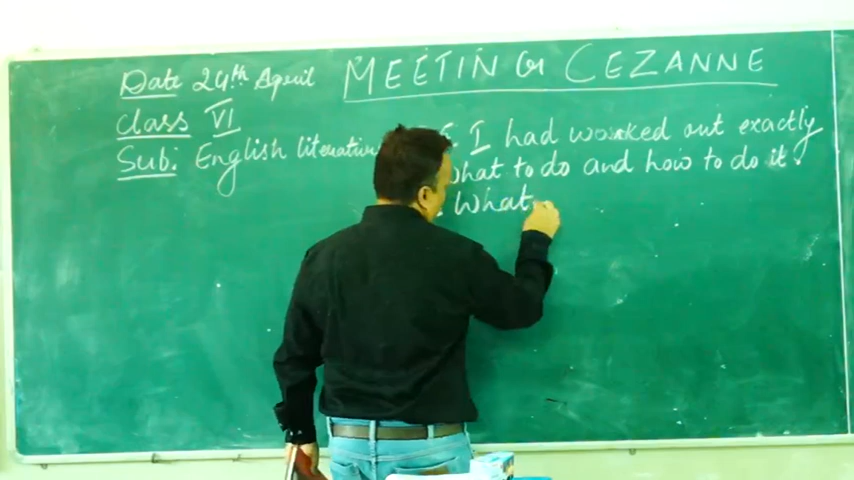 Date 24th April
MEETING CEZANNE
Class VI
Sub: English literature
I had worked out exactly
what to do and how to do it.
What